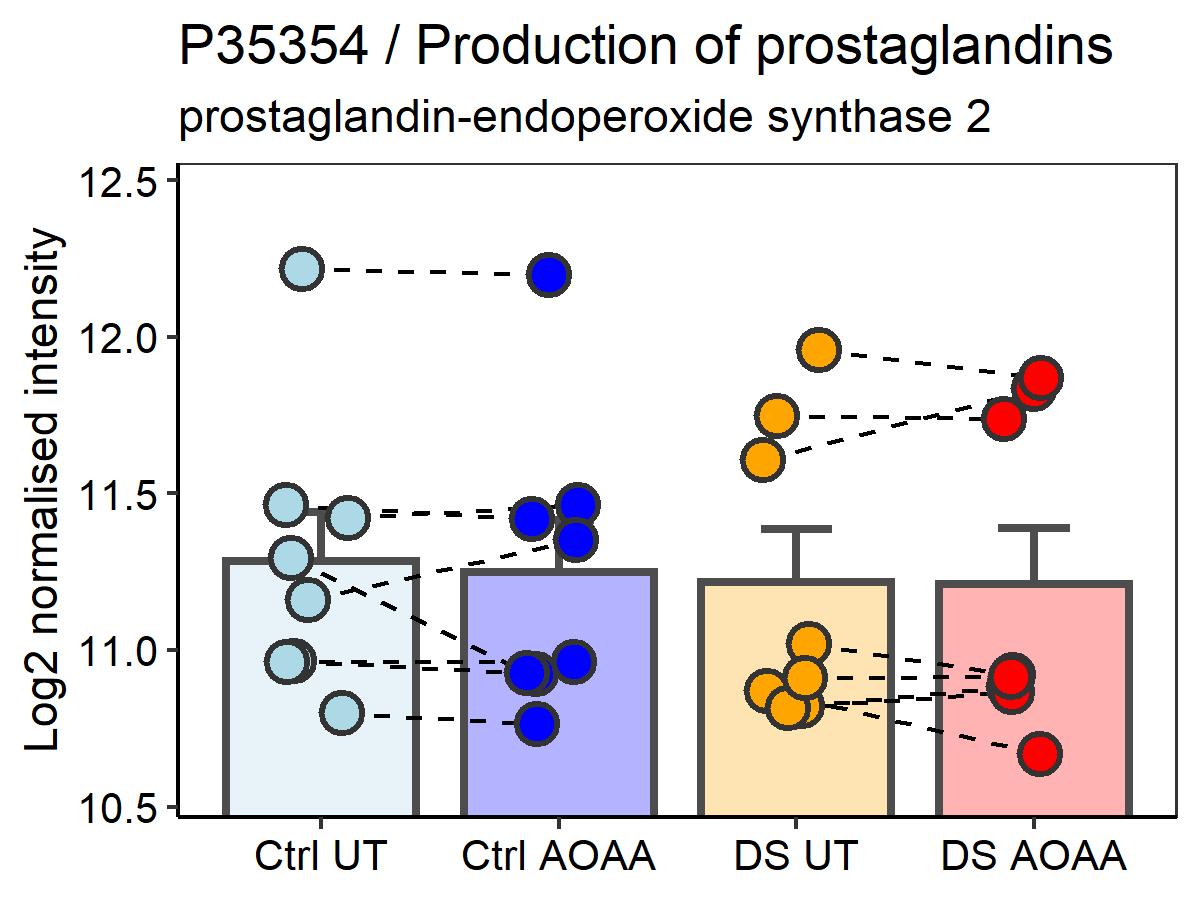 P35354 / Production of prostaglandins
prostaglandin-endoperoxide synthase 2
Log2 normalised intensity
12.5
12.0
11.5
11.0
10.5
Ctrl UT
Ctrl AOAA
DS UT
DS AOAA